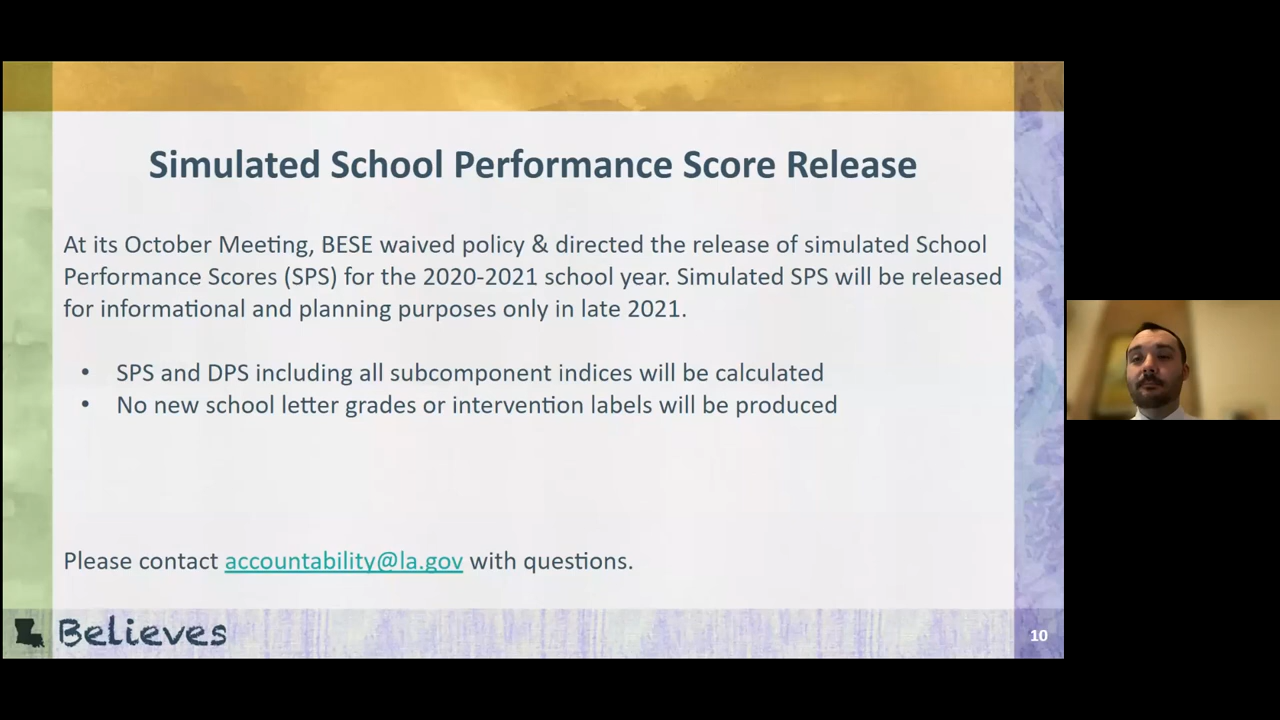 Simulated School Performance Score Release
At its October Meeting, BESE waived policy & directed the release of simulated School
Performance Scores (SPS) for the 2020-2021 school year. Simulated SPS will be released
for informational and planning purposes only in late 2021.
• SPS and DPS including all subcomponent indices will be calculated
• No new school letter grades or intervention labels will be produced
Please contact accountability@la.gov with questions.
Believes
10